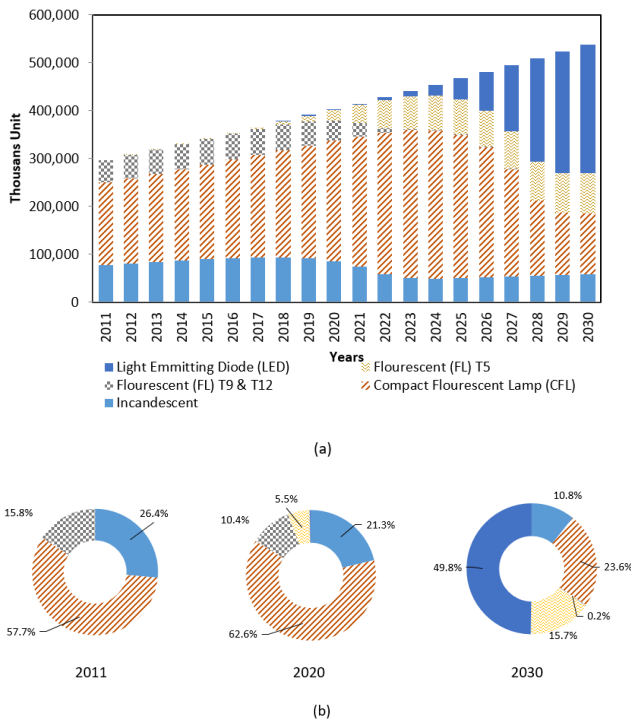 600,000
500,000
400,000
300,000
200,000
100,000
0
Thousans Unit
2011 2012 2013 2014 2015 2016 2017 2018 2019 2020 2021 2022 2023 2024 2025 2026 2027 2028 2029 2030
Years
Light Emmitting Diode (LED) Flourescent (FL) T5
Flourescent (FL) T9 & T12 Compact Flourescent Lamp (CFL)
Incandescent
(a)
15.8% 26.4% 57.7%
5.5% 10.4% 21.3% 62.6%
10.8% 49.8% 23.6% 0.2% 15.7%
2011 2020 2030
(b)